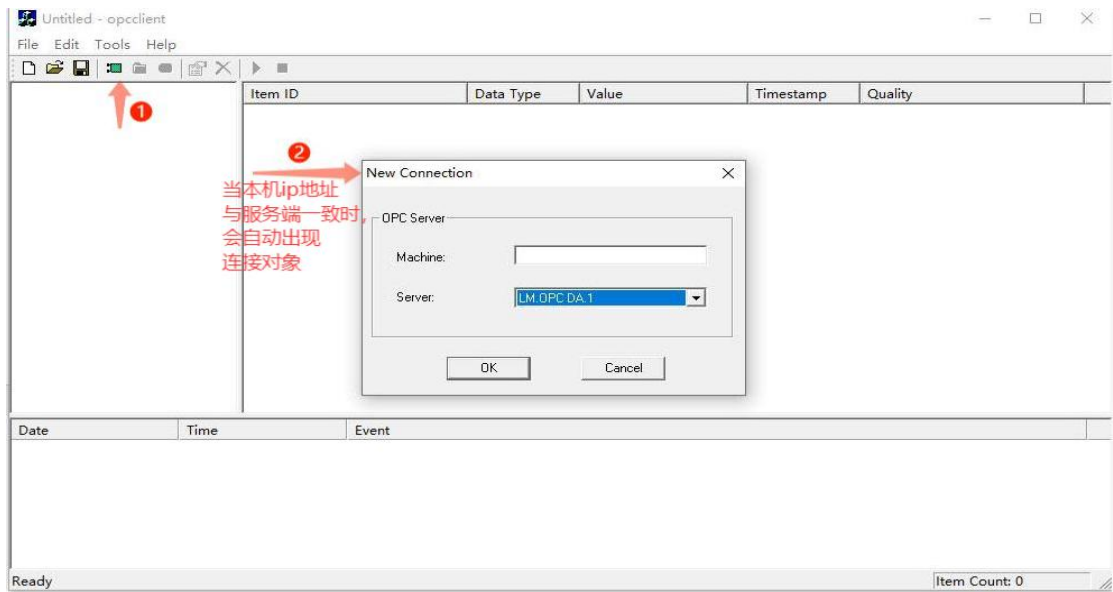 Untitled - opcclient
File Edit Tools Help
Item ID Data Type Value Timestamp Quality
1
2
当本机ip地址
与服务端一致时,
会自动出现
连接对象
New Connection
OPC Server
Machine:
Server: LM.OPC DA.1
OK Cancel
Date Time Event
Ready Item Count: 0